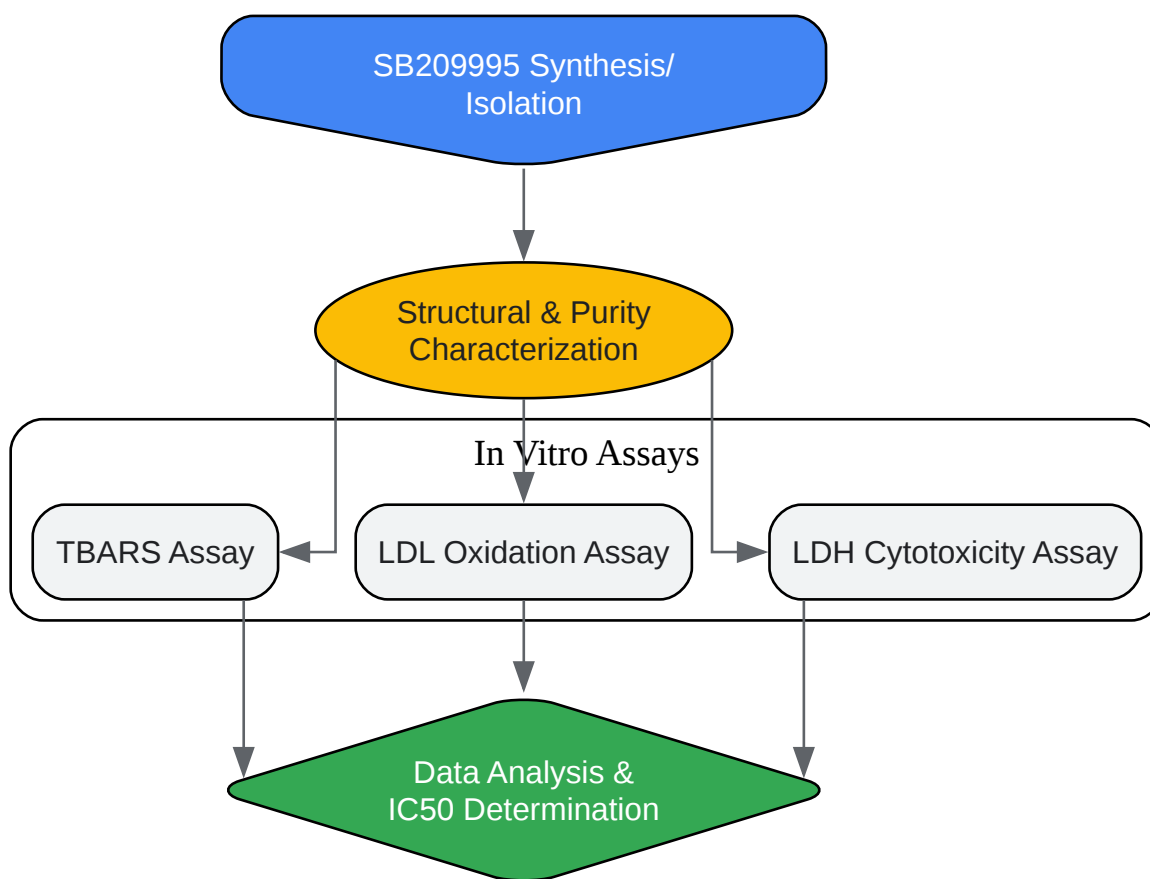 SB209995 Synthesis/
Isolation
Structural & Purity
Characterization
In Vitro Assays
TBARS Assay
LDL Oxidation Assay
LDH Cytotoxicity Assay
Data Analysis &
IC50 Determination